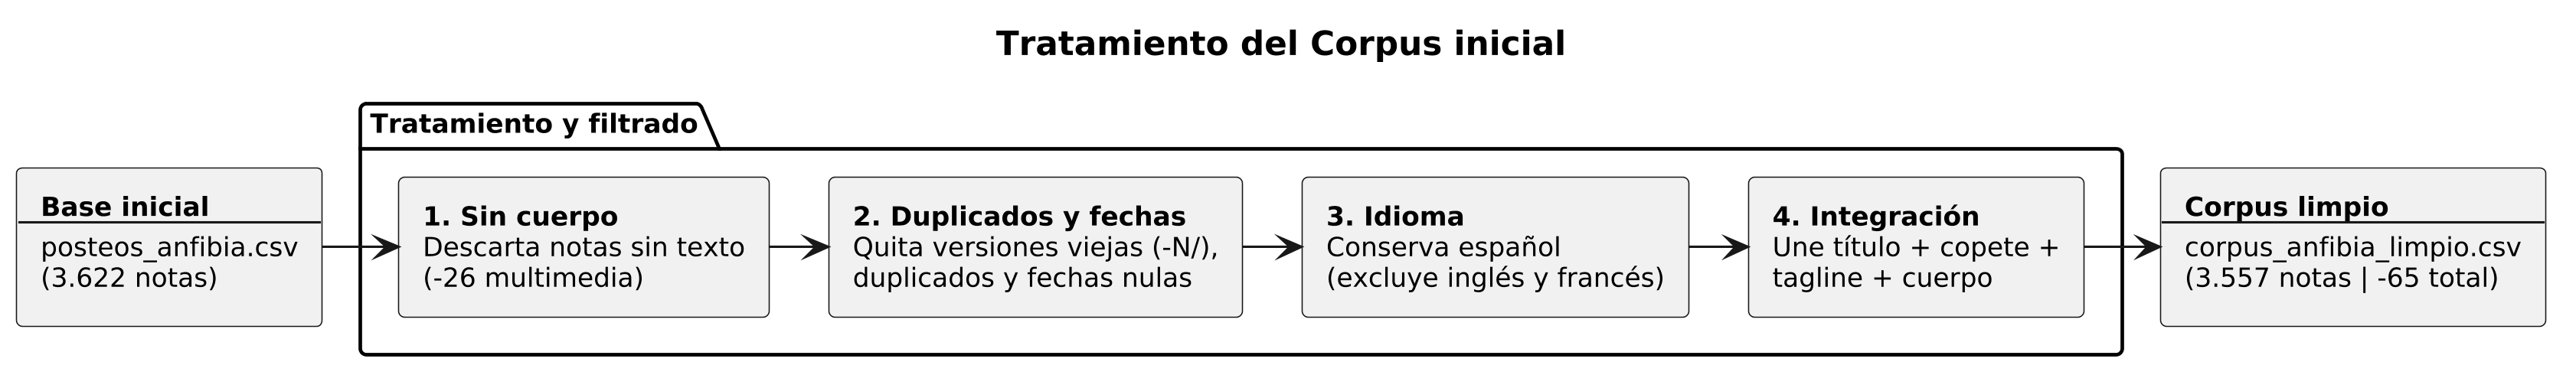 Tratamiento del Corpus inicial
Tratamiento y filtrado
Base inicial
posteos_anfibia.csv
(3.622 notas)
1. Sin cuerpo
Descarta notas sin texto
(-26 multimedia)
2. Duplicados y fechas
Quita versiones viejas (-N/),
duplicados y fechas nulas
3. Idioma
Conserva español
(excluye inglés y francés)
4. Integración
Une título + copete +
tagline + cuerpo
Corpus limpio
corpus_anfibia_limpio.csv
(3.557 notas | -65 total)